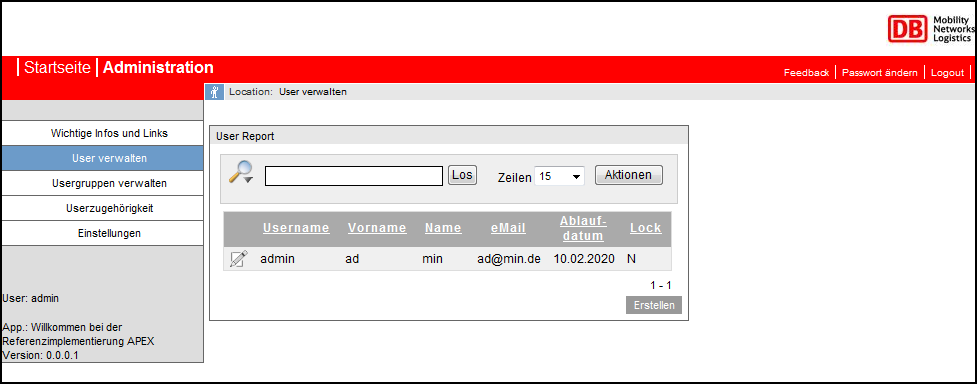 DB Mobility
Networks
Logistics
Startseite Administration
Feedback Passwort ändern Logout
Location: User verwalten
Wichtige Infos und Links
User verwalten
Usergruppen verwalten
Userzugehörigkeit
Einstellungen
User: admin
App.: Willkommen bei der
Referenzimplementierung APEX
Version: 0.0.0.1
User Report
Los Zeilen 15 Aktionen
Username Vorname Name eMail Ablauf-
datum Lock
admin ad min ad@min.de 10.02.2020 N
1 - 1
Erstellen